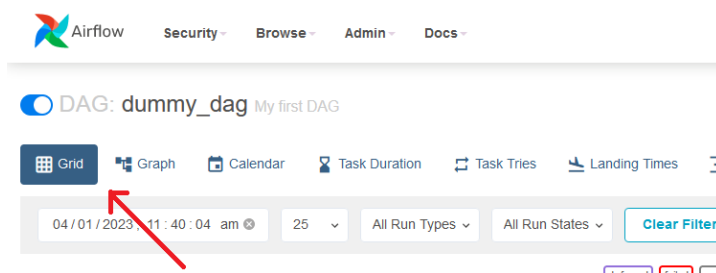 Airflow Security Browse Admin Docs
DAG: dummy_dag My first DAG
Grid Graph Calendar Task Duration Task Tries Landing Times
04/01/2023, 11:40:04 am 25 All Run Types All Run States Clear Filter